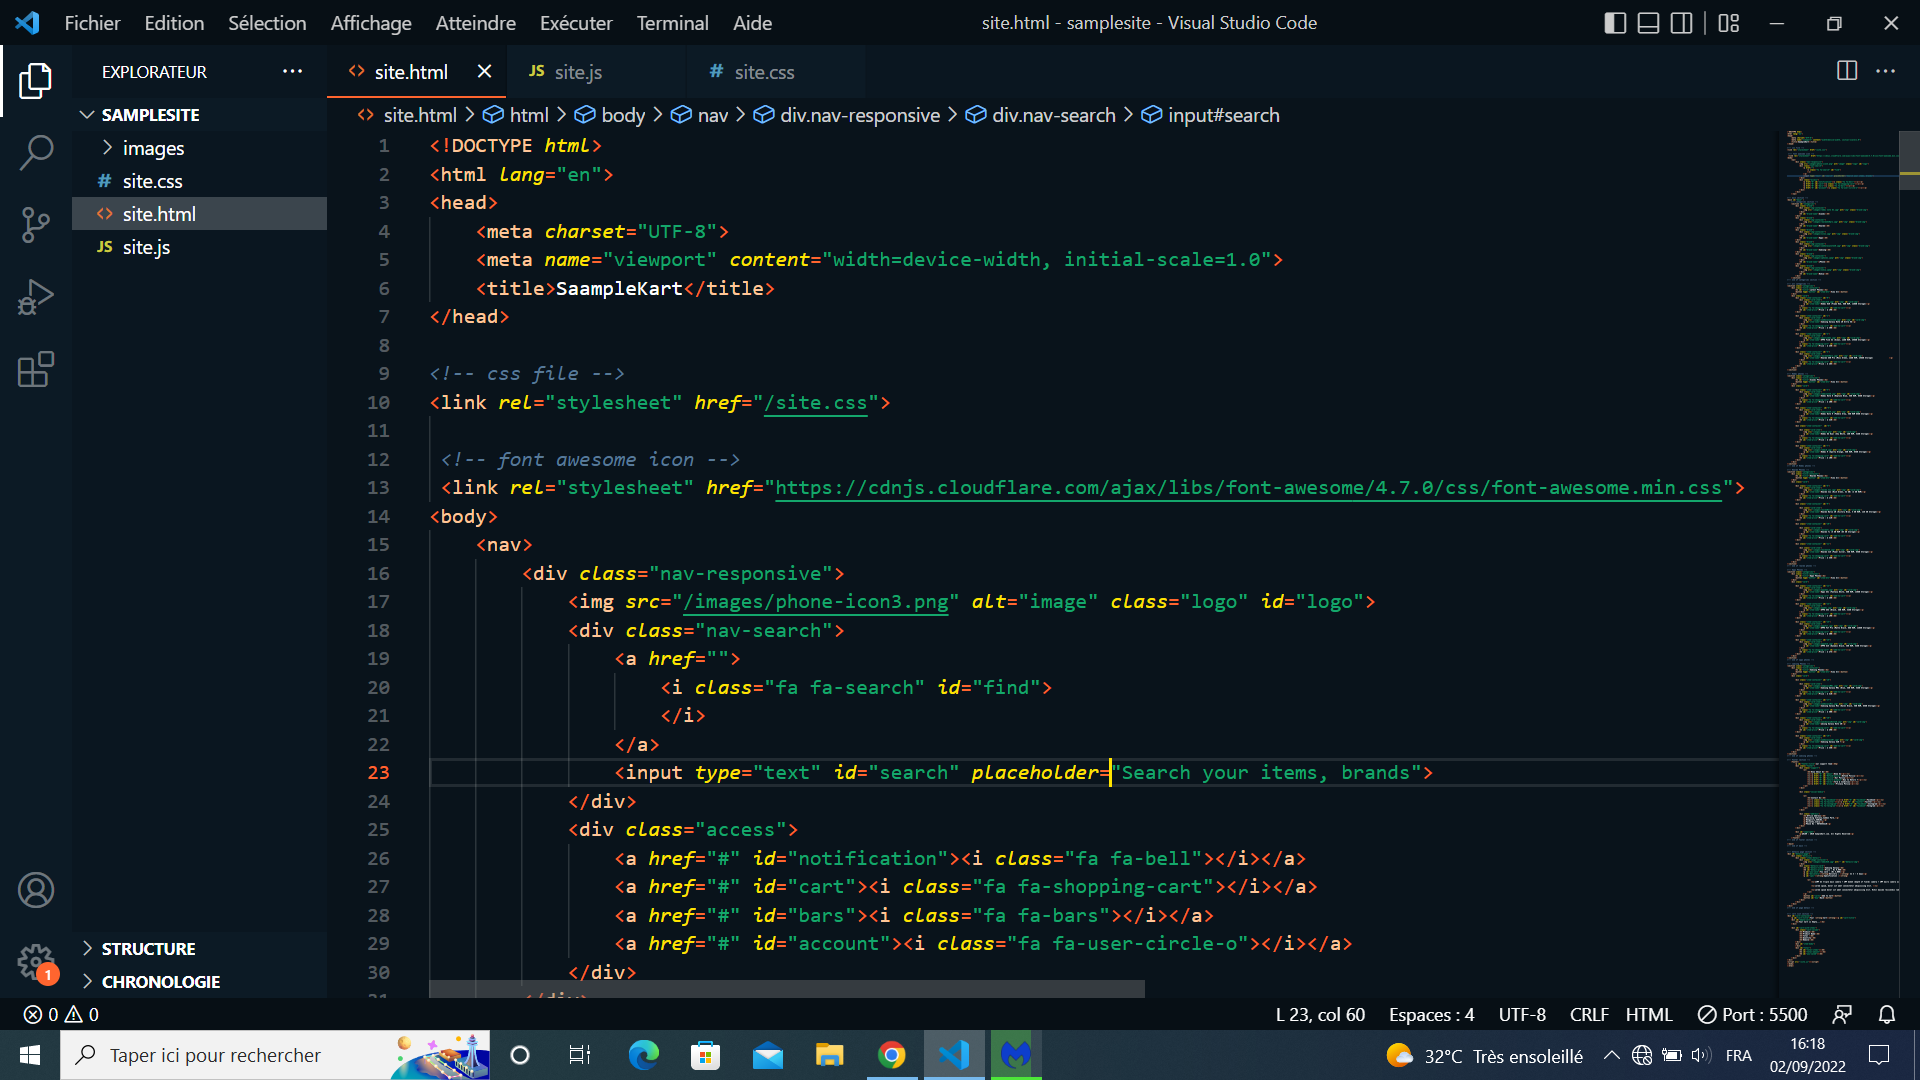 Fichier Edition Sélection Affichage Atteindre Exécuter Terminal Aide
site.html - samplesite - Visual Studio Code
EXPLORATEUR
SAMPLESITE
images
# site.css
<> site.html
JS site.js
STRUCTURE
CHRONOLOGIE
1
<> site.html JS site.js # site.css
<> site.html > html > body > nav > div.nav-responsive > div.nav-search > input#search
1 <!DOCTYPE html>
2 <html lang="en">
3 <head>
4 <meta charset="UTF-8">
5 <meta name="viewport" content="width=device-width, initial-scale=1.0">
6 <title>SaampleKart</title>
7 </head>
8
9 <!-- css file -->
10 <link rel="stylesheet" href="/site.css">
11
12 <!-- font awesome icon -->
13 <link rel="stylesheet" href="https://cdnjs.cloudflare.com/ajax/libs/font-awesome/4.7.0/css/font-awesome.min.css">
14 <body>
15 <nav>
16 <div class="nav-responsive">
17 <img src="/images/phone-icon3.png" alt="image" class="logo" id="logo">
18 <div class="nav-search">
19 <a href="">
20 <i class="fa fa-search" id="find">
21 </i>
22 </a>
23 <input type="text" id="search" placeholder="Search your items, brands">
24 </div>
25 <div class="access">
26 <a href="#" id="notification"><i class="fa fa-bell"></i></a>
27 <a href="#" id="cart"><i class="fa fa-shopping-cart"></i></a>
28 <a href="#" id="bars"><i class="fa fa-bars"></i></a>
29 <a href="#" id="account"><i class="fa fa-user-circle-o"></i></a>
30 </div>
31 </div>
0 0
L 23, col 60 Espaces : 4 UTF-8 CRLF HTML Port : 5500
Taper ici pour rechercher
32°C Très ensoleillé
FRA
16:18
02/09/2022